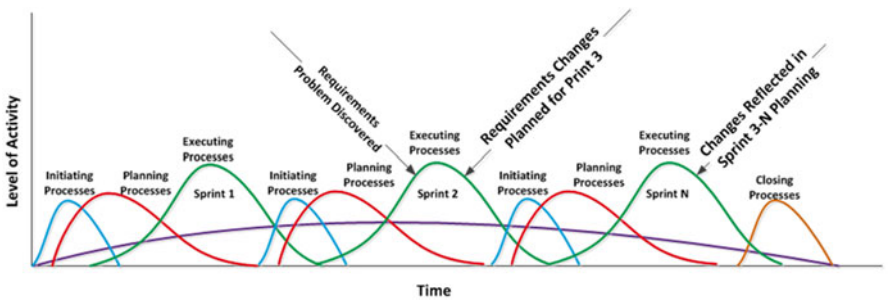 Level of Activity
Initiating
Processes
Planning
Processes
Executing
Processes
Sprint 1
Initiating
Processes
Planning
Processes
Requirements
Problem Discovered
Executing
Processes
Sprint 2
Requirements Changes
Planned for Print 3
Initiating
Processes
Planning
Processes
Executing
Processes
Sprint N
Changes Reflected in
Sprint 3-N Planning
Closing
Processes
Time